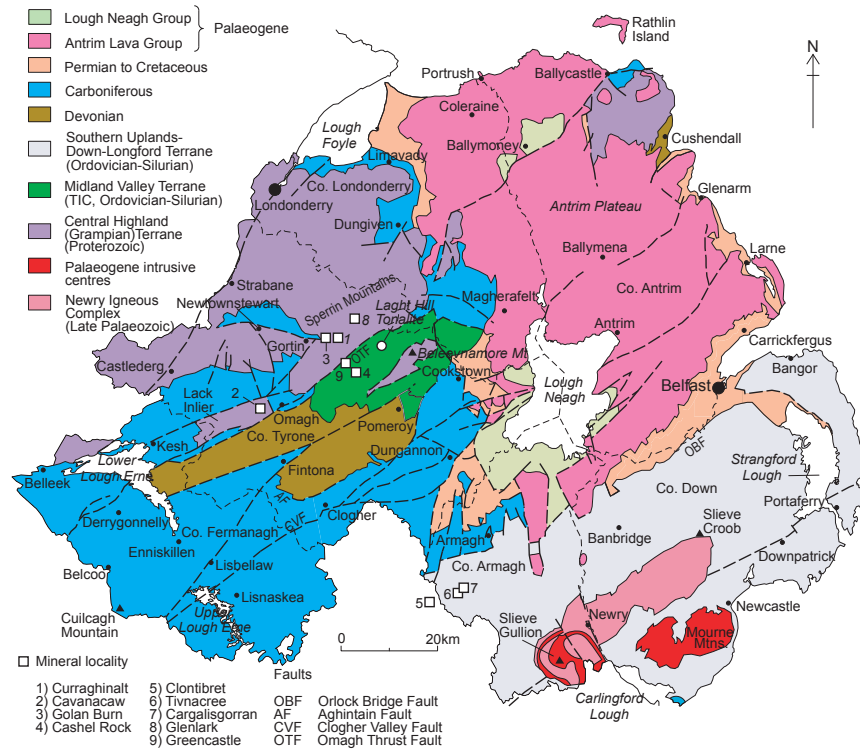 Lough Neagh Group
Antrim Lava Group
Palaeogene
Permian to Cretaceous
Carboniferous
Devonian
Southern Uplands-
Down-Longford Terrane
(Ordovician-Silurian)
Midland Valley Terrane
(TIC, Ordovician-Silurian)
Central Highland
(Grampian)Terrane
(Proterozoic)
Palaeogene intrusive
centres
Newry Igneous
Complex
(Late Palaeozoic)
Rathlin
Island
N
Portrush
Ballycastle
Coleraine
Lough
Foyle
Ballymoney
Cushendall
Limavady
Co. Londonderry
Londonderry
Glenarm
Antrim Plateau
Dungiven
Ballymena
Larne
Strabane
Sperrin Mountains
Co. Antrim
Newtownstewart
Magherafelt
Laght Hill
Tonalite
8
1
3
Gortin
OTF
Antrim
Carrickfergus
Beleevnamore Mt
Bangor
Castlederg
9
4
Cookstown
2
Lack
Inlier
Lough
Neagh
Belfast
Omagh
Co. Tyrone
Pomeroy
Kesh
OBF
Dungannon
Strangford
Lough
Lower
Lough Erne
Belleek
Fintona
Co. Down
AF
Portaferry
CVF
Clogher
Slieve
Croob
Derrygonnelly
Co. Fermanagh
Banbridge
Armagh
Enniskillen
Downpatrick
Co. Armagh
Lisbellaw
Belcoo
6
7
5
Lisnaskea
Newcastle
Upper
Lough Erne
Cuilcagh
Mountain
Slieve
Gullion
Newry
Mourne
Mtns.
0
20km
Carlingford
Lough
Mineral locality
Faults
1) Curraghinalt
5) Clontibret
2) Cavanacaw
6) Tivnacree
OBF
Orlock Bridge Fault
3) Golan Burn
7) Cargalisgorran
AF
Aghintain Fault
4) Cashel Rock
8) Glenlark
CVF
Clogher Valley Fault
9) Greencastle
OTF
Omagh Thrust Fault